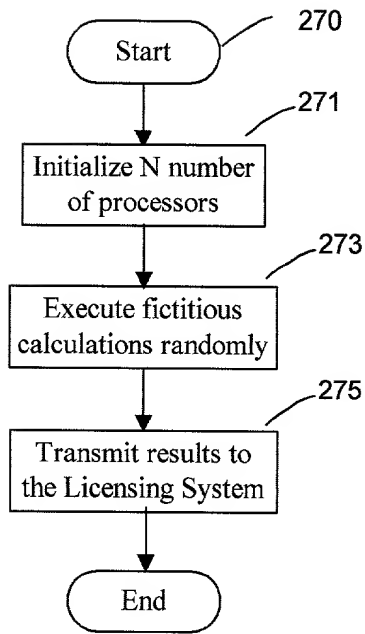 270
Start
271
Initialize N number
of processors
273
Execute fictitious
calculations randomly
275
Transmit results to
the Licensing System
End